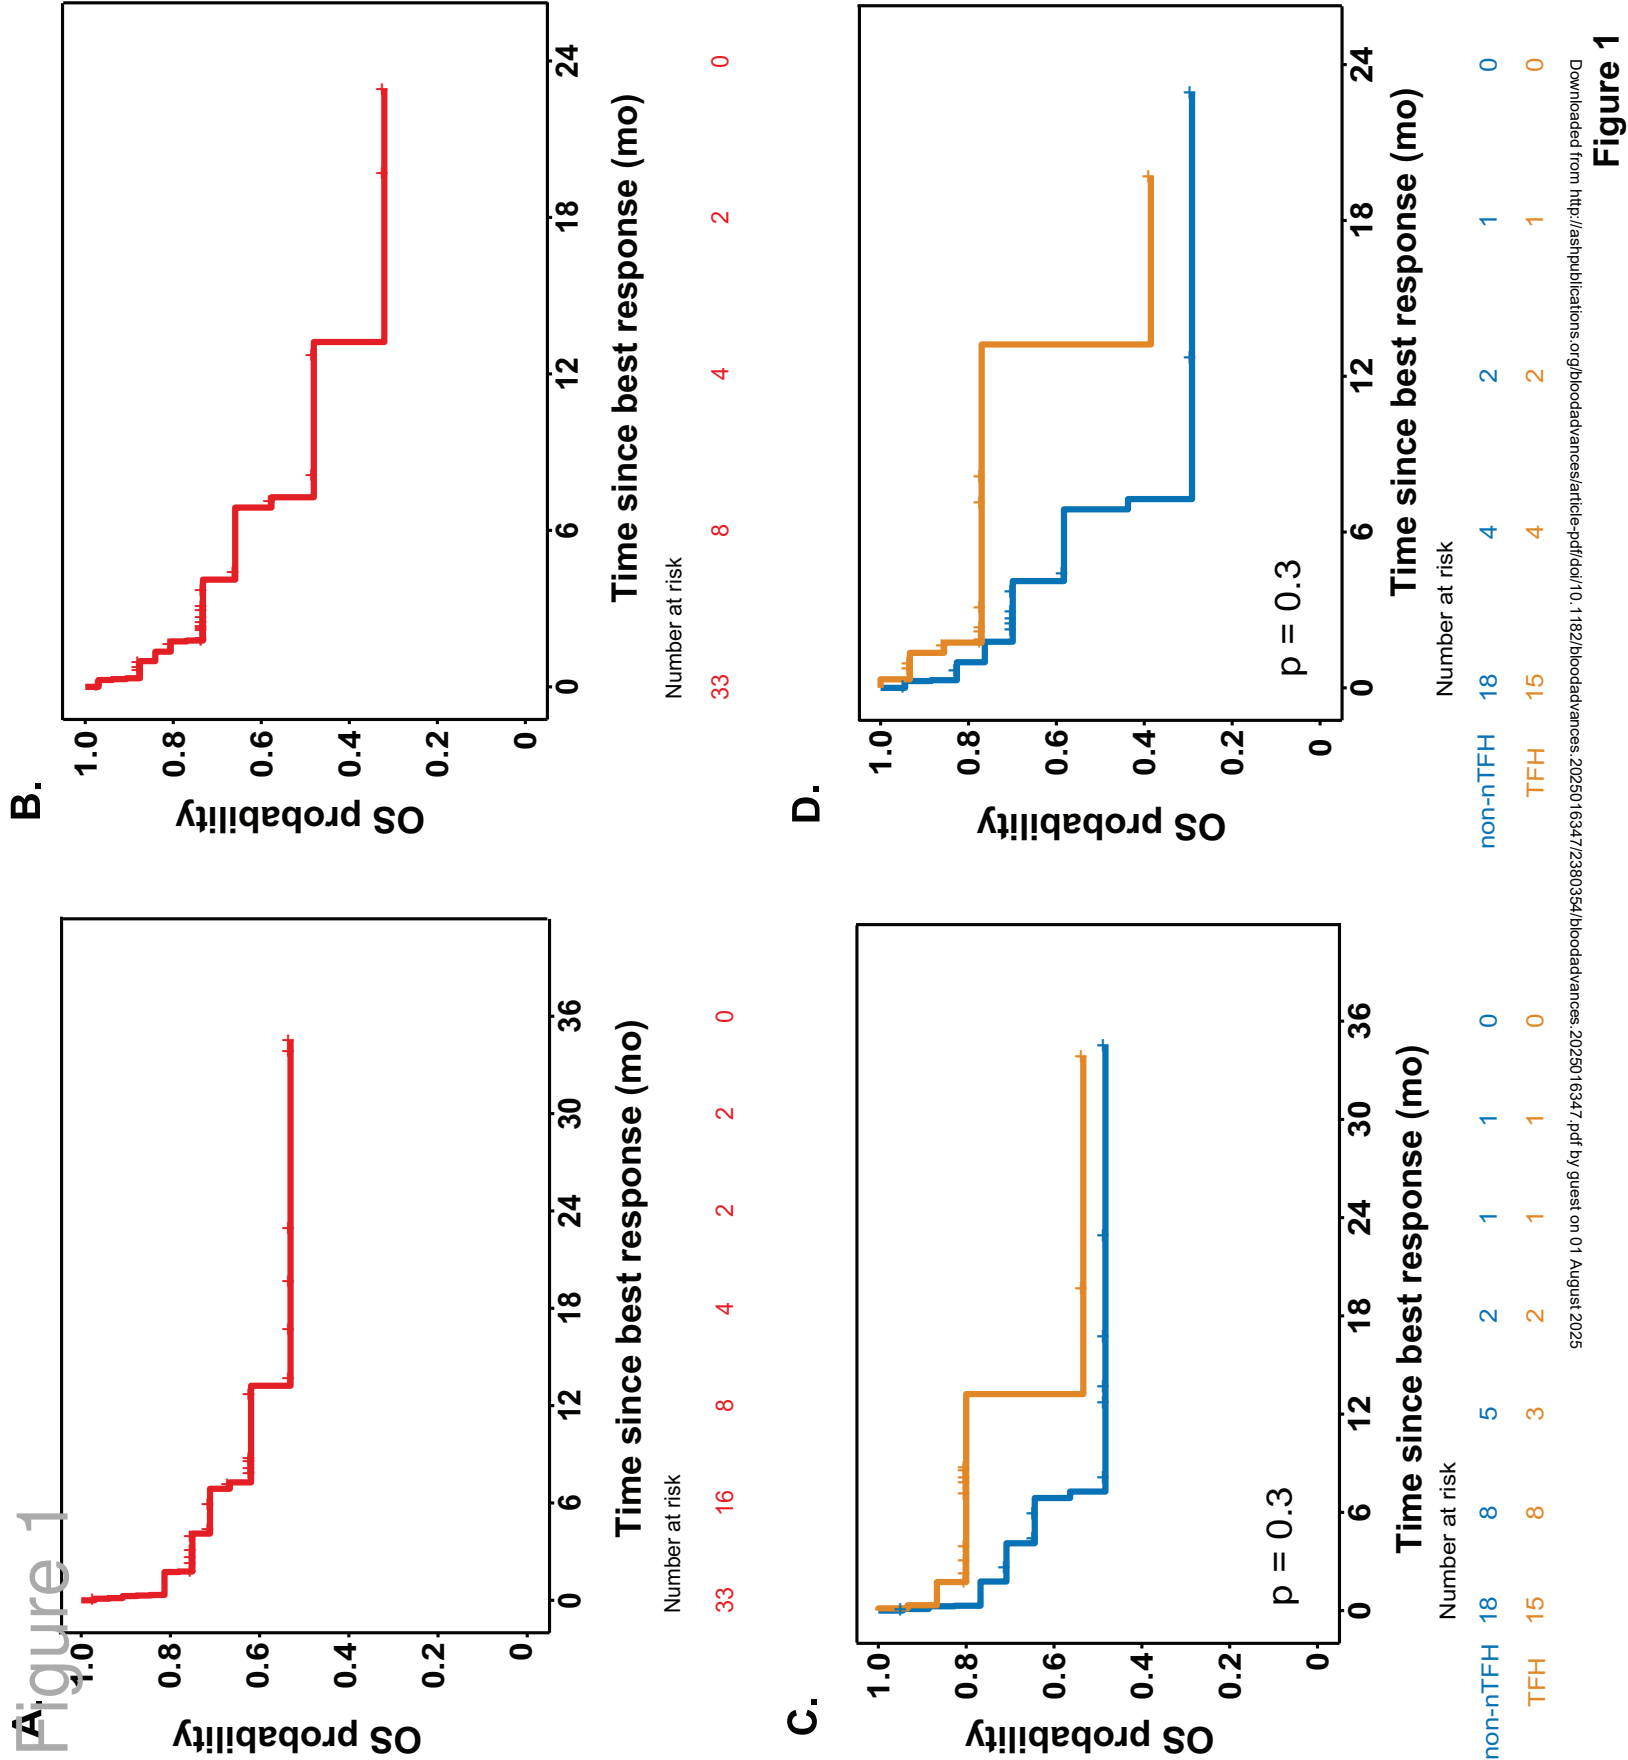 Figure 1
A.
OS probability
1.0
0.8
0.6
0.4
0.2
0
0 6 12 18 24 30 36
Time since best response (mo)
Number at risk
33 16 8 4 2 2 0
B.
OS probability
1.0
0.8
0.6
0.4
0.2
0
0 6 12 18 24
Time since best response (mo)
Number at risk
33 8 4 2 0
C.
OS probability
1.0
0.8
0.6
0.4
0.2
0
p = 0.3
0 6 12 18 24 30 36
Time since best response (mo)
Number at risk
non-nTFH 18 8 5 2 1 1 0
TFH 15 8 3 2 1 1 0
D.
OS probability
1.0
0.8
0.6
0.4
0.2
0
p = 0.3
0 6 12 18 24
Time since best response (mo)
Number at risk
non-nTFH 18 4 2 1 0
TFH 15 4 2 1 0
Downloaded from http://ashpublications.org/bloodadvances/article-pdf/doi/10.1182/bloodadvances.2025016347/2380354/bloodadvances.2025016347.pdf by guest on 01 August 2025
Figure 1